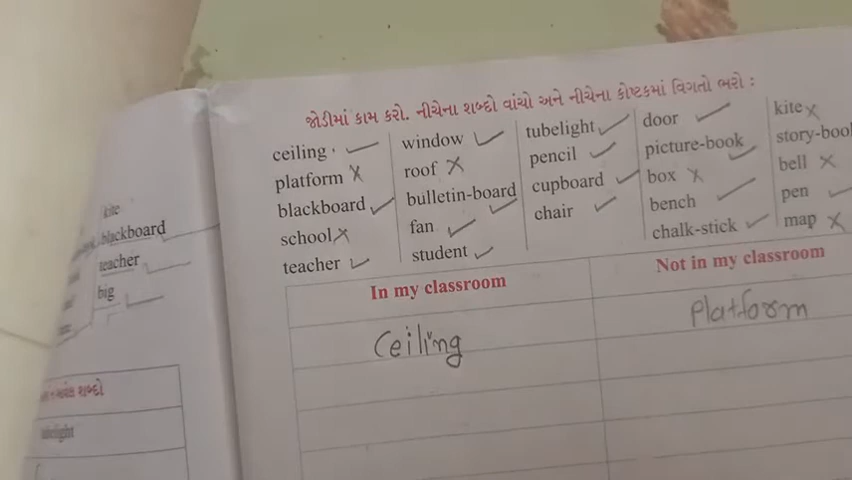 જોડીમાં કામ કરો. નીચેના શબ્દો વાંચો અને નીચેના કોષ્ટકમાં વિગતો ભરો :
ceiling window tubelight door kite
platform roof pencil picture-book
blackboard bulletin-board cupboard box bell
school fan chair bench pen
teacher student chalk-stick map
In my classroom Not in my classroom
Ceiling Platform
kite
blackboard
teacher
big
શબ્દો